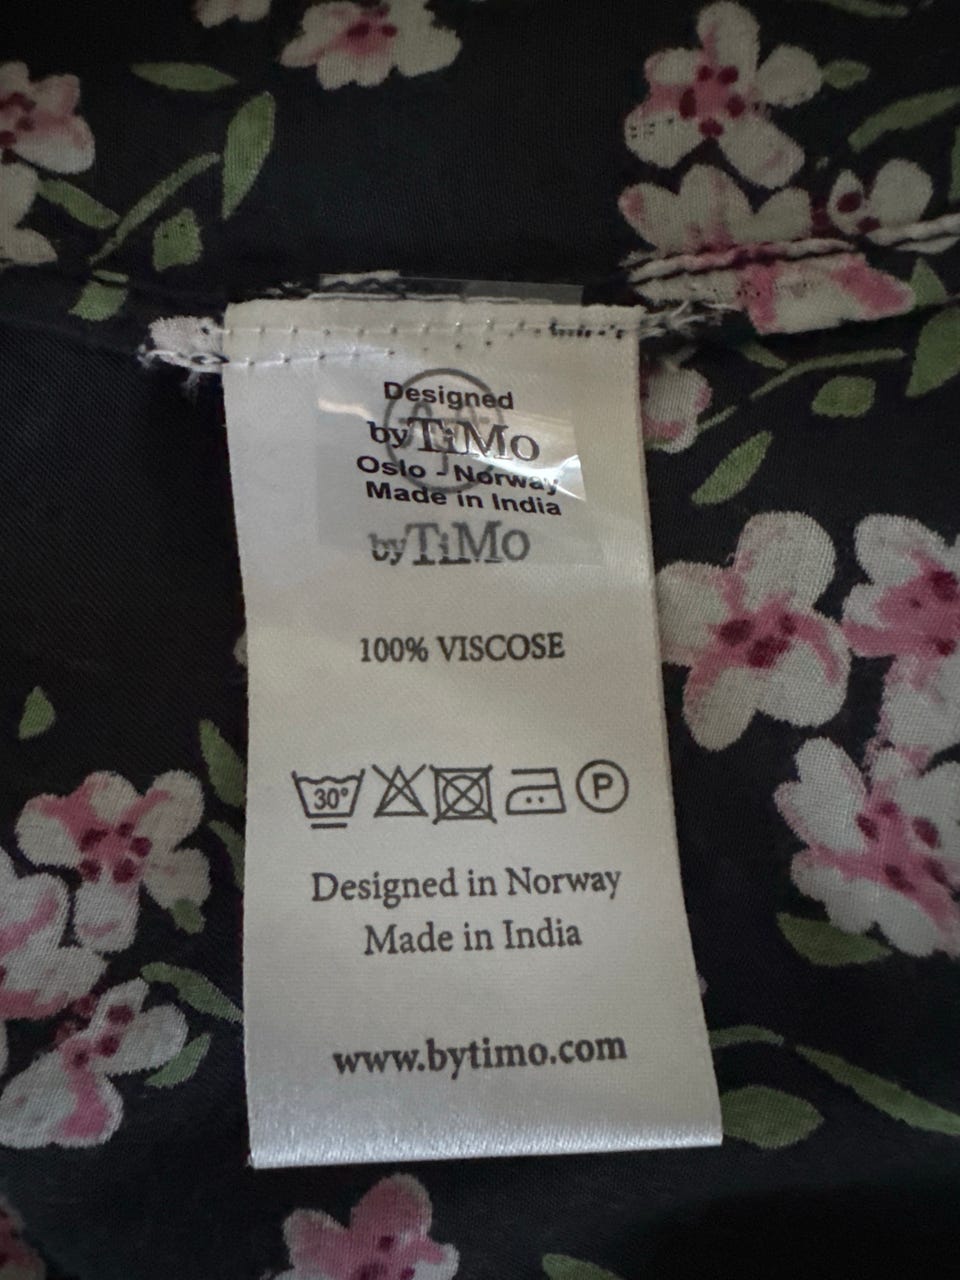 Designed
byTiMo
Oslo - Norway
Made in India
byTiMo
100% VISCOSE
30°
P
Designed in Norway
Made in India
www.bytimo.com